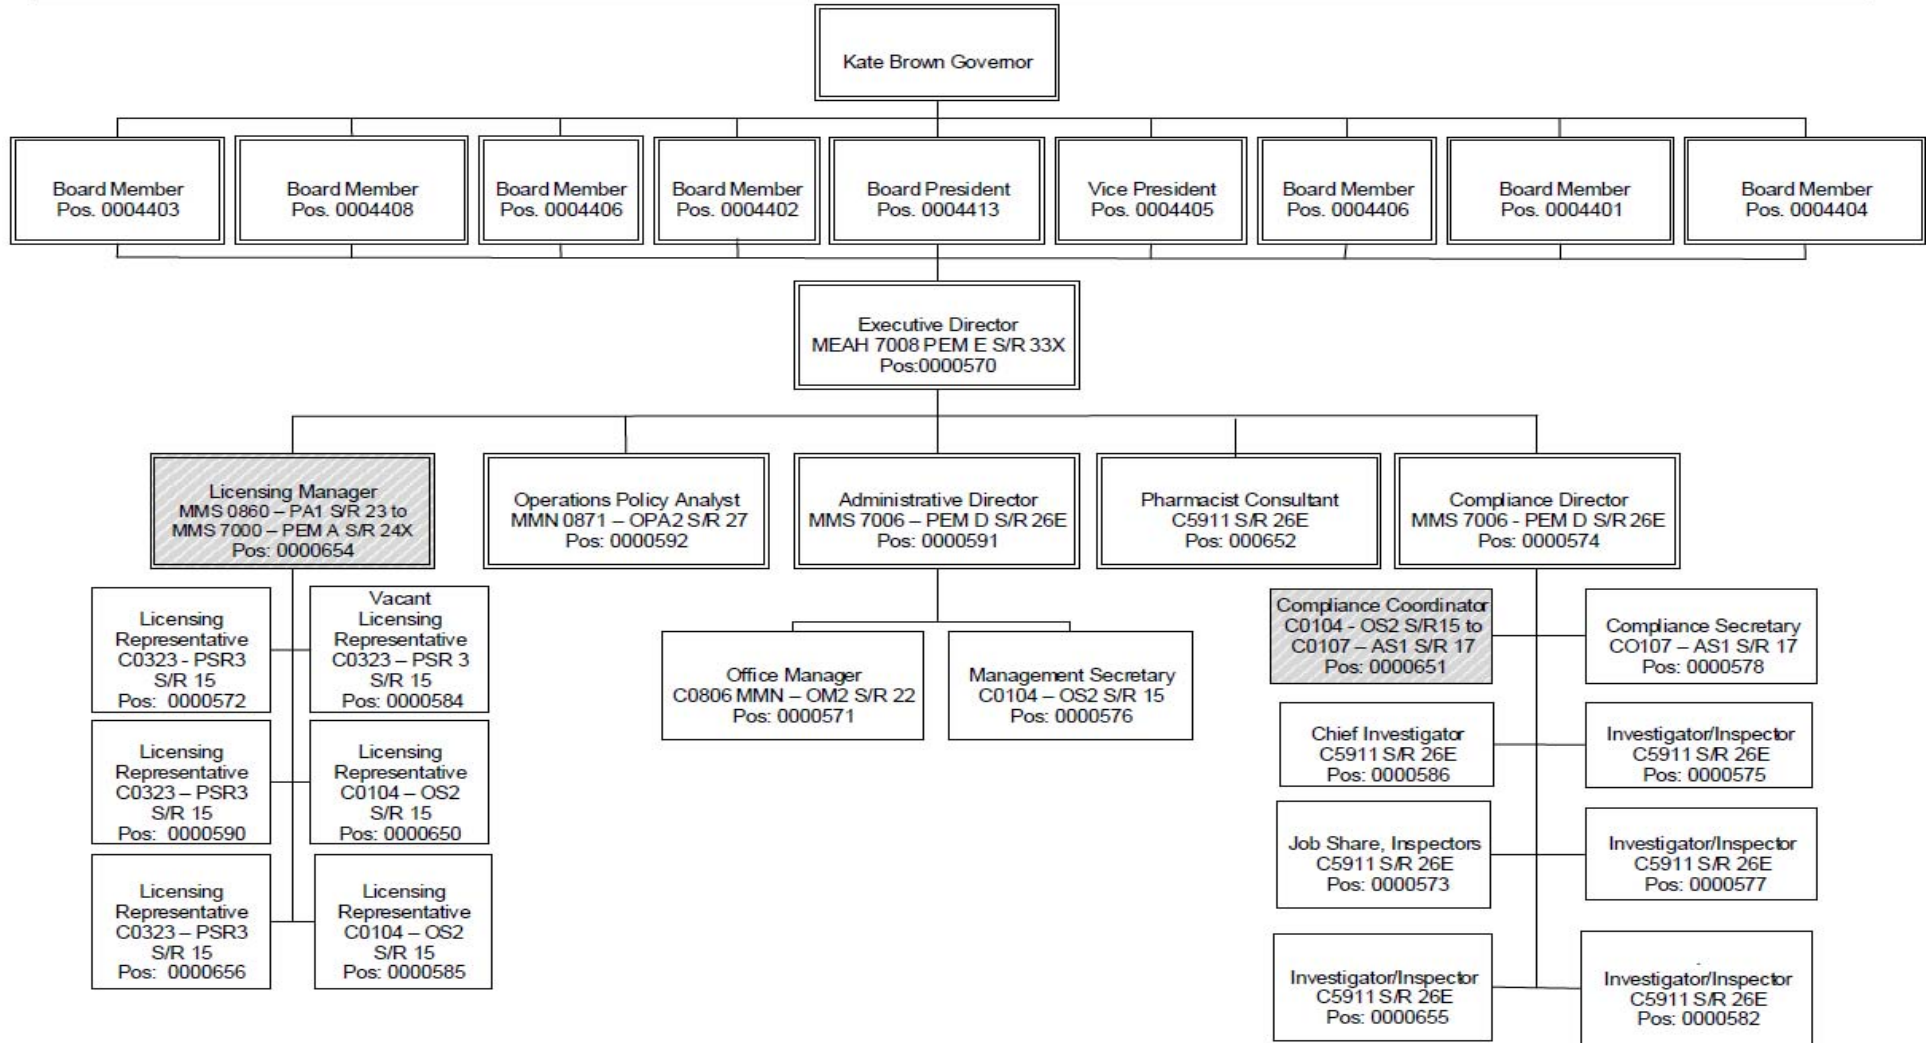 Kate Brown Governor
Board Member
Pos. 0004403
Board Member
Pos. 0004408
Board Member
Pos. 0004406
Board Member
Pos. 0004402
Board President
Pos. 0004413
Vice President
Pos. 0004405
Board Member
Pos. 0004406
Board Member
Pos. 0004401
Board Member
Pos. 0004404
Executive Director
MEAH 7008 PEM E S/R 33X
Pos:0000570
Licensing Manager
MMS 0860 – PA1 S/R 23 to
MMS 7000 – PEM A S/R 24X
Pos: 0000654
Operations Policy Analyst
MMN 0871 – OPA2 S/R 27
Pos: 0000592
Administrative Director
MMS 7006 – PEM D S/R 26E
Pos: 0000591
Pharmacist Consultant
C5911 S/R 26E
Pos: 000652
Compliance Director
MMS 7006 - PEM D S/R 26E
Pos: 0000574
Licensing
Representative
C0323 - PSR3
S/R 15
Pos: 0000572
Vacant
Licensing
Representative
C0323 – PSR 3
S/R 15
Pos: 0000584
Licensing
Representative
C0323 – PSR3
S/R 15
Pos: 0000590
Licensing
Representative
C0104 – OS2
S/R 15
Pos: 0000650
Licensing
Representative
C0323 – PSR3
S/R 15
Pos: 0000656
Licensing
Representative
C0104 – OS2
S/R 15
Pos: 0000585
Office Manager
C0806 MMN – OM2 S/R 22
Pos: 0000571
Management Secretary
C0104 – OS2 S/R 15
Pos: 0000576
Compliance Coordinator
C0104 - OS2 S/R15 to
C0107 – AS1 S/R 17
Pos: 0000651
Compliance Secretary
CO107 – AS1 S/R 17
Pos: 0000578
Chief Investigator
C5911 S/R 26E
Pos: 0000586
Investigator/Inspector
C5911 S/R 26E
Pos: 0000575
Job Share, Inspectors
C5911 S/R 26E
Pos: 0000573
Investigator/Inspector
C5911 S/R 26E
Pos: 0000577
Investigator/Inspector
C5911 S/R 26E
Pos: 0000655
Investigator/Inspector
C5911 S/R 26E
Pos: 0000582